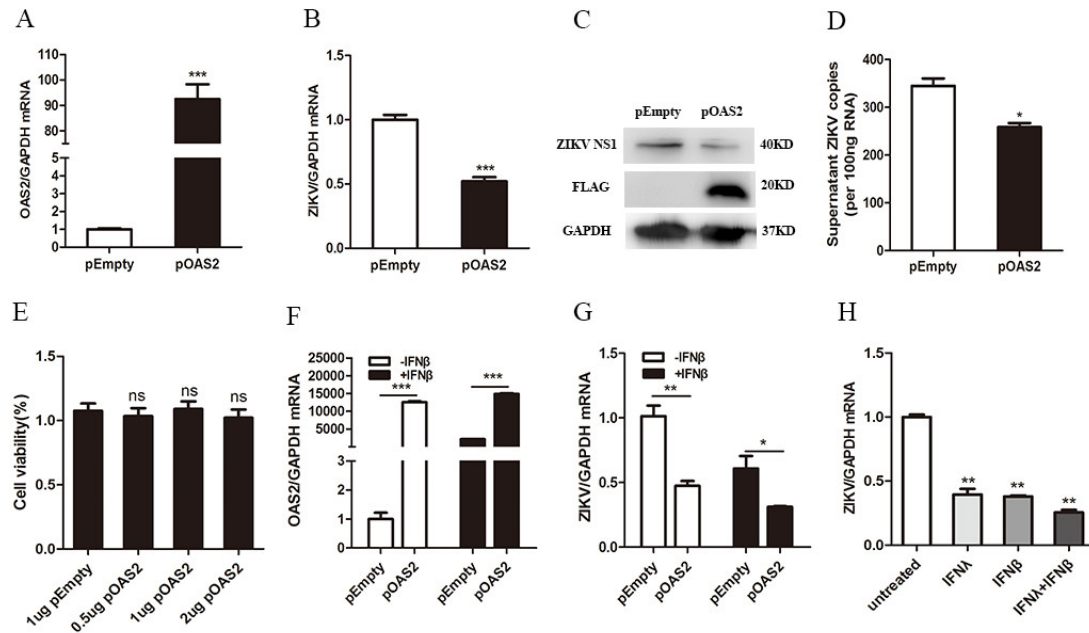 A
OAS2/GAPDH mRNA
110
100
90
80
70
5
4
3
2
1
0
***
pEmpty
pOAS2
B
ZIKV/GAPDH mRNA
1.5
1.0
0.5
0.0
***
pEmpty
pOAS2
C
pEmpty pOAS2
ZIKV NS1 40KD
FLAG 20KD
GAPDH 37KD
D
Supernatant ZIKV copies
(per 100ng RNA)
400
300
200
100
0
*
pEmpty
pOAS2
E
Cell viability(%)
1.5
1.0
0.5
0.0
ns
ns
ns
1ug pEmpty
0.5ug pOAS2
1ug pOAS2
2ug pOAS2
F
OAS2/GAPDH mRNA
25000
20000
15000
10000
5000
3
2
1
0
-IFNβ
+IFNβ
***
***
pEmpty
pOAS2
pEmpty
pOAS2
G
ZIKV/GAPDH mRNA
1.5
1.0
0.5
0.0
-IFNβ
+IFNβ
**
*
pEmpty
pOAS2
pEmpty
pOAS2
H
ZIKV/GAPDH mRNA
1.5
1.0
0.5
0.0
**
**
**
untreated
IFNλ
IFNβ
IFNλ+IFNβ